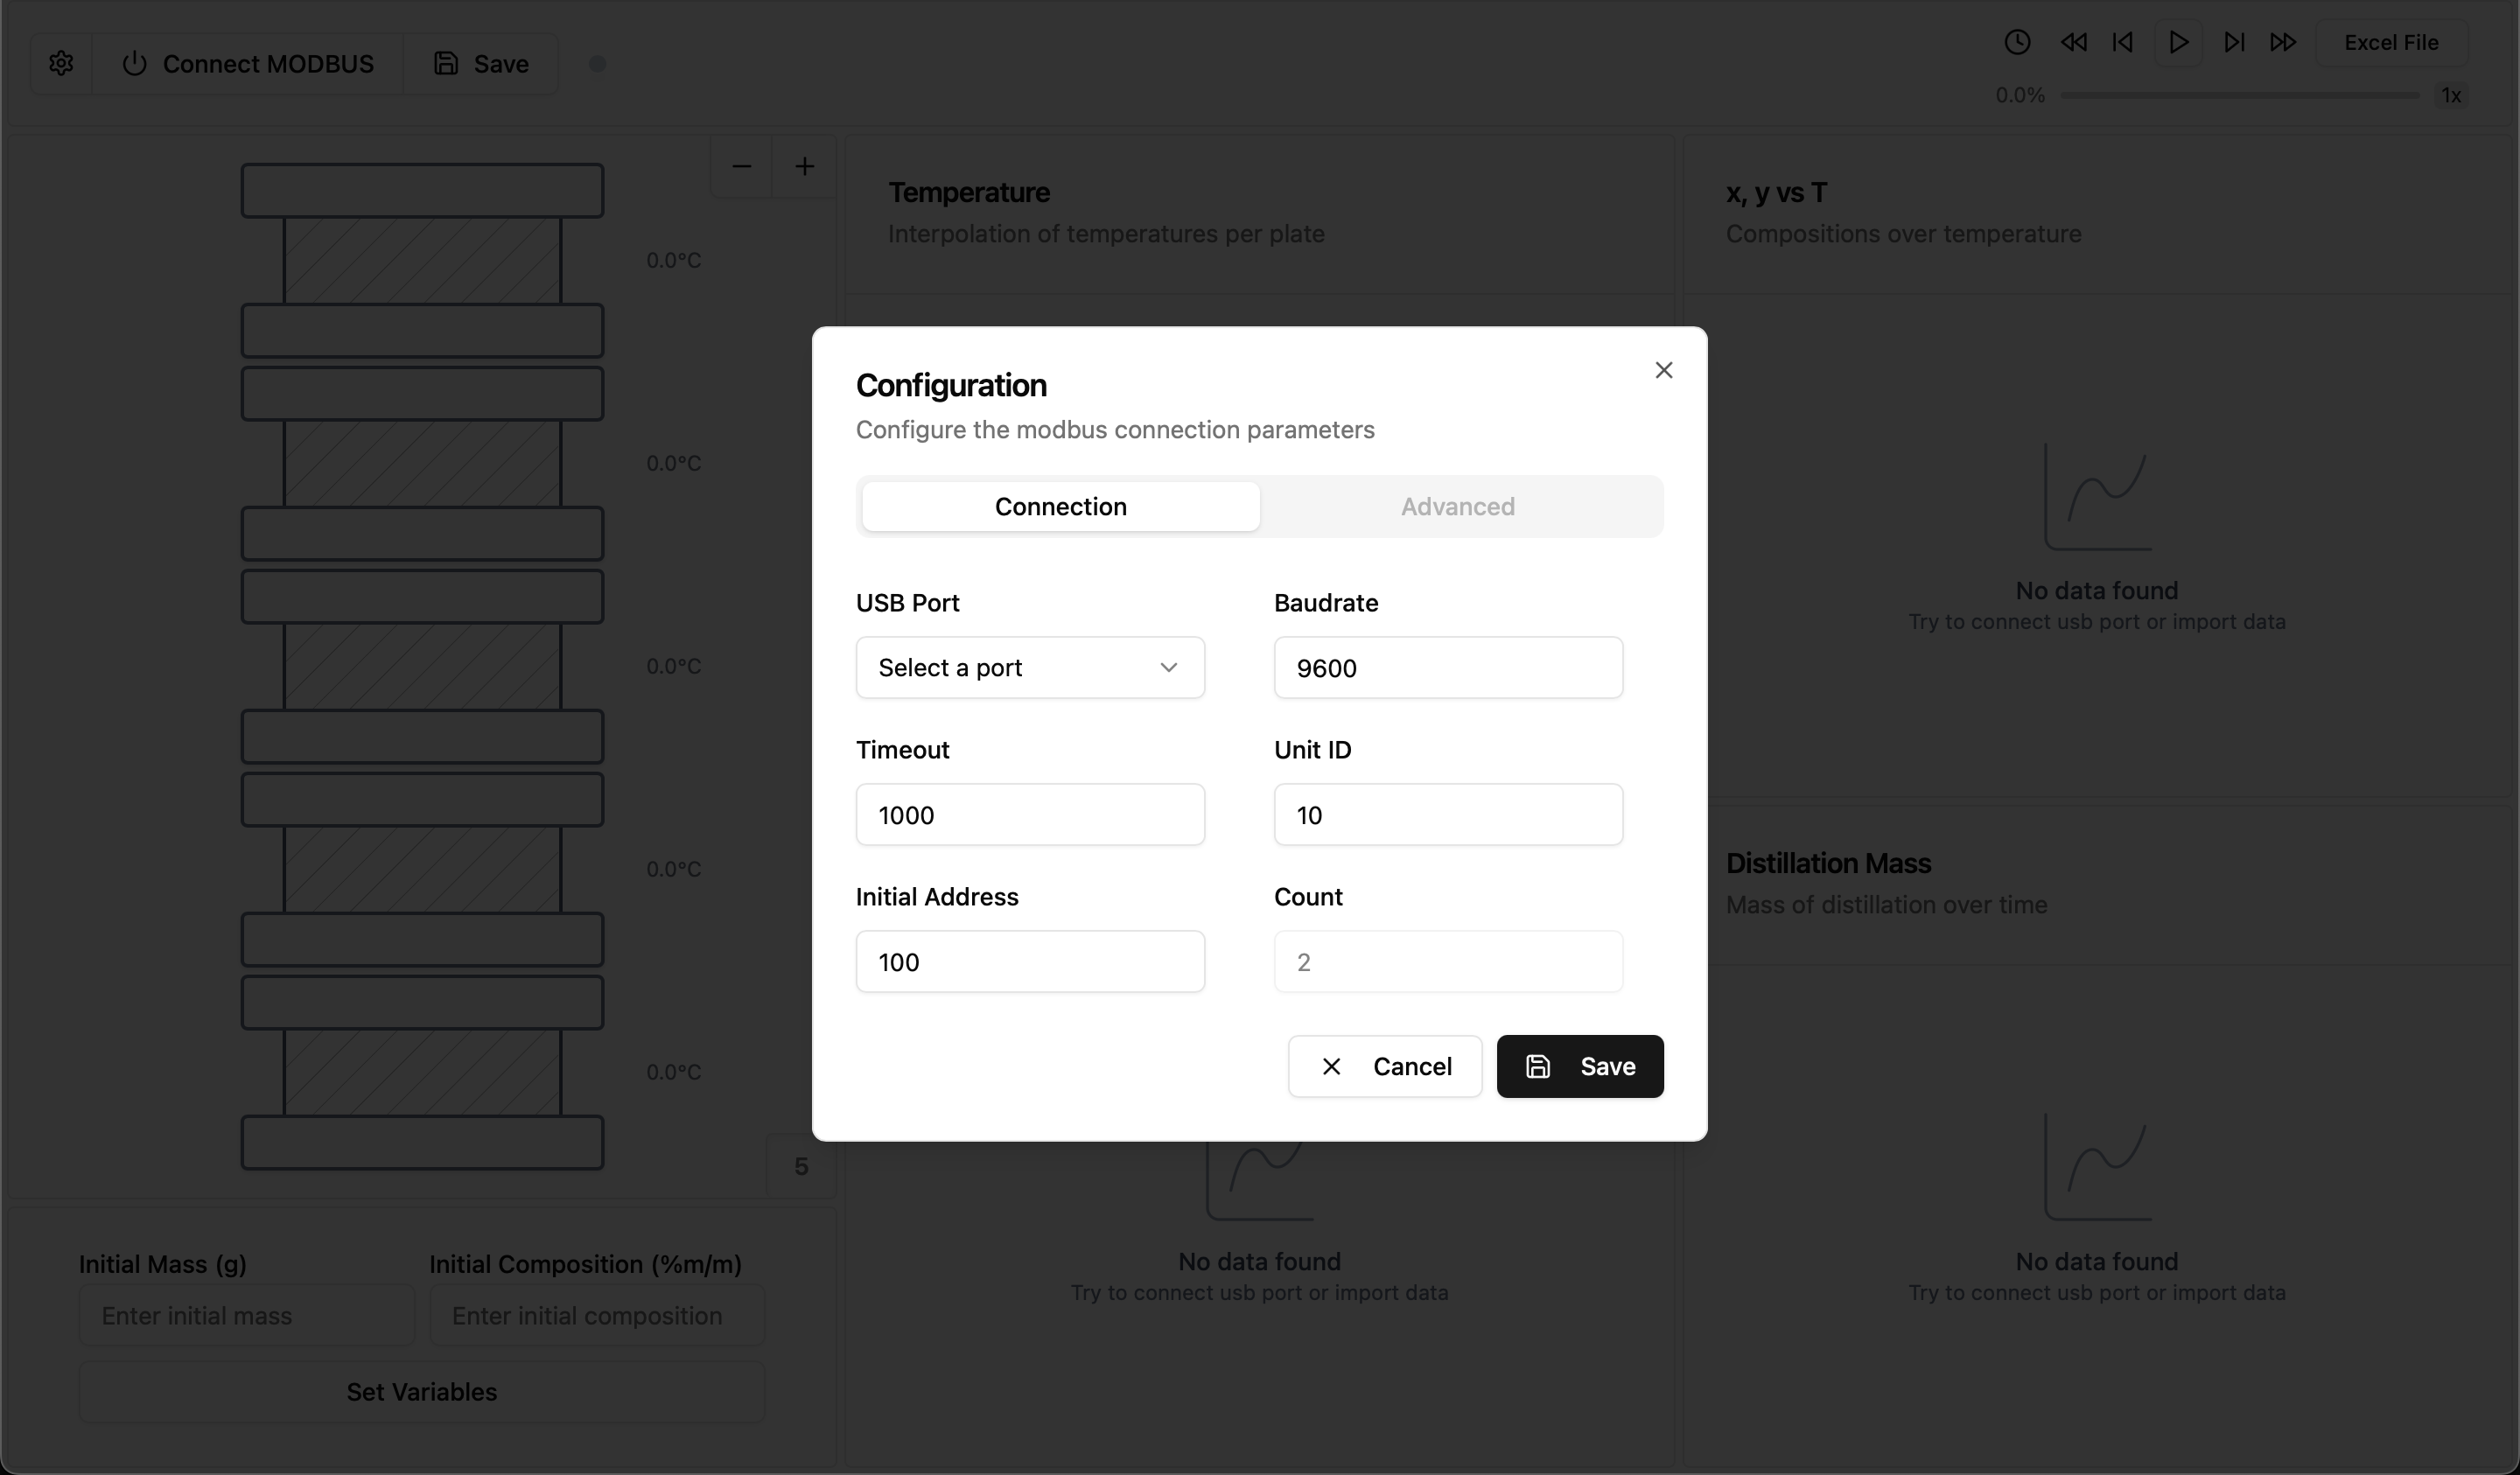 Connect MODBUS
Save
Excel File
0.0%
1x
Temperature
Interpolation of temperatures per plate
x, y vs T
Compositions over temperature
0.0°C
0.0°C
0.0°C
0.0°C
0.0°C
5
Configuration
Configure the modbus connection parameters
Connection
Advanced
USB Port
Baudrate
Select a port
9600
Timeout
Unit ID
1000
10
Initial Address
Count
100
2
Cancel
Save
No data found
Try to connect usb port or import data
Distillation Mass
Mass of distillation over time
No data found
Try to connect usb port or import data
No data found
Try to connect usb port or import data
Initial Mass (g)
Initial Composition (%m/m)
Enter initial mass
Enter initial composition
Set Variables